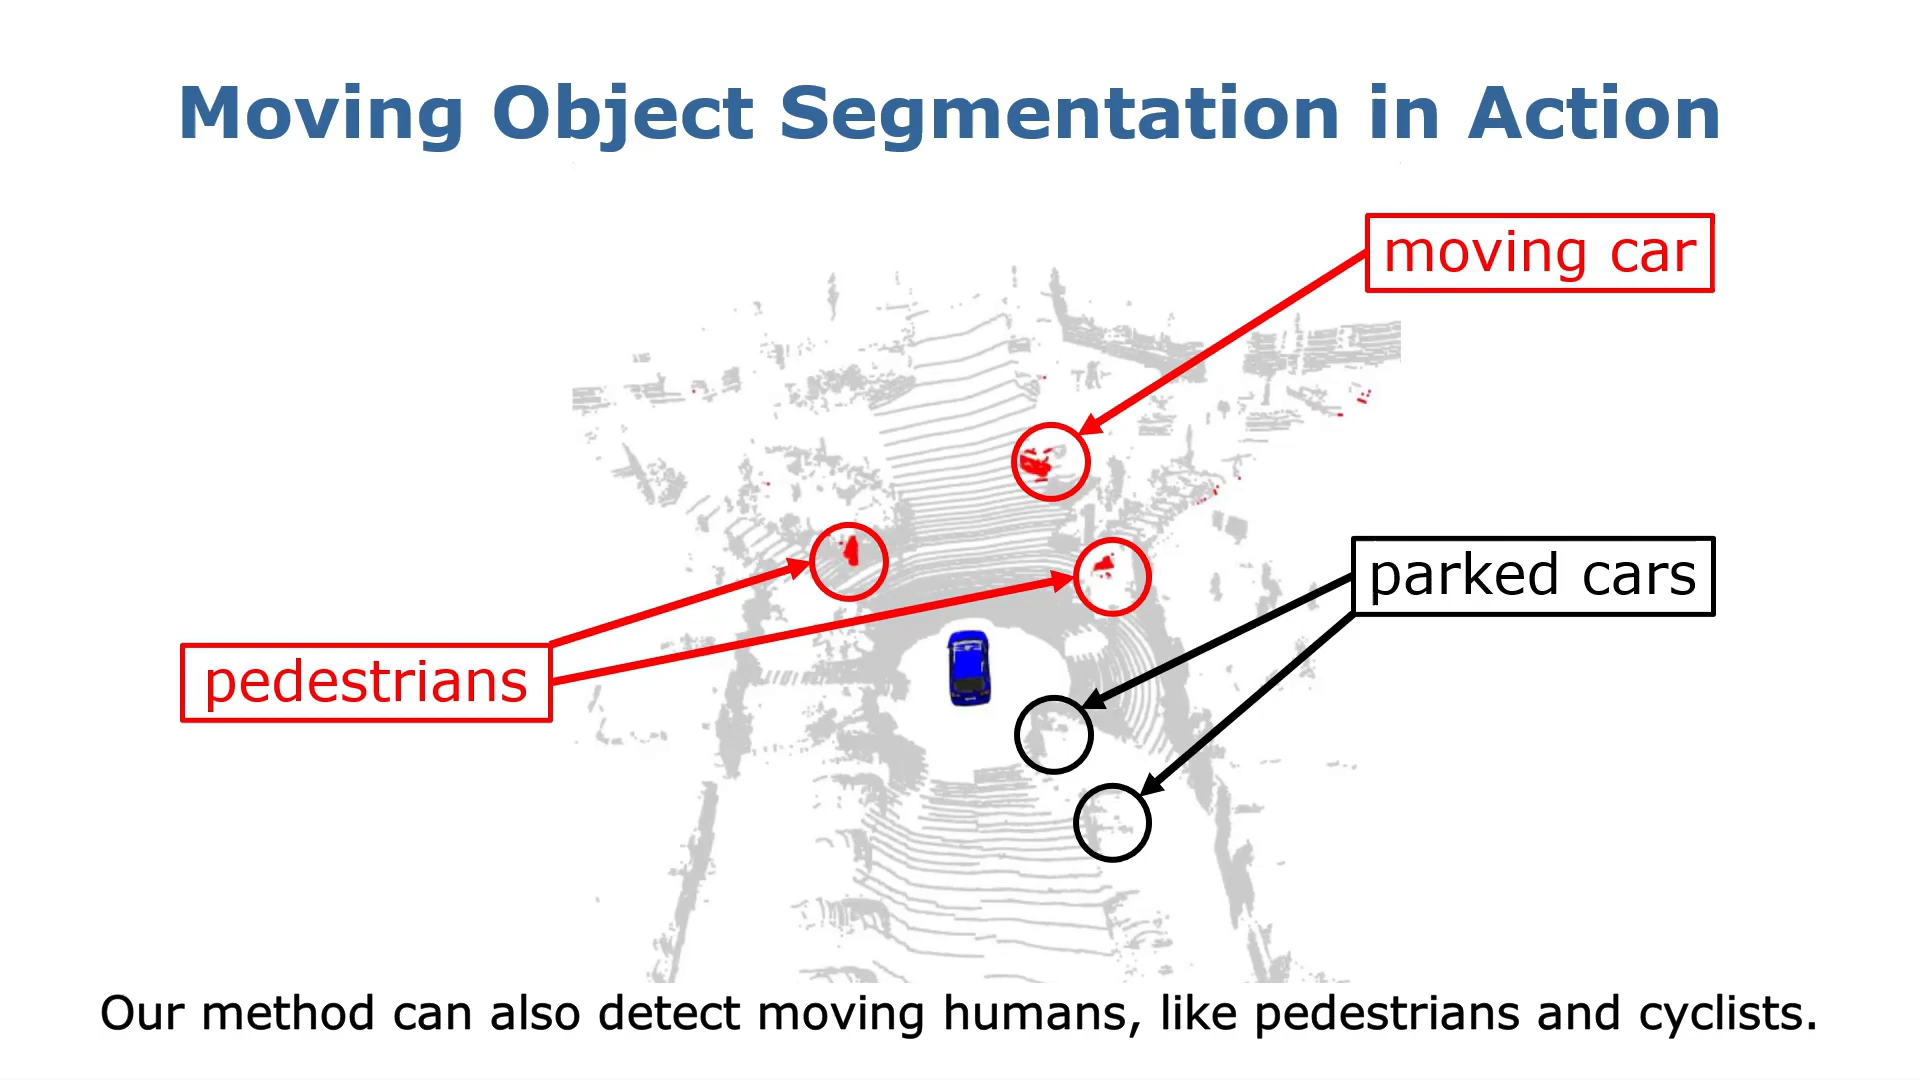 Moving Object Segmentation in Action
moving car
parked cars
pedestrians
Our method can also detect moving humans, like pedestrians and cyclists.